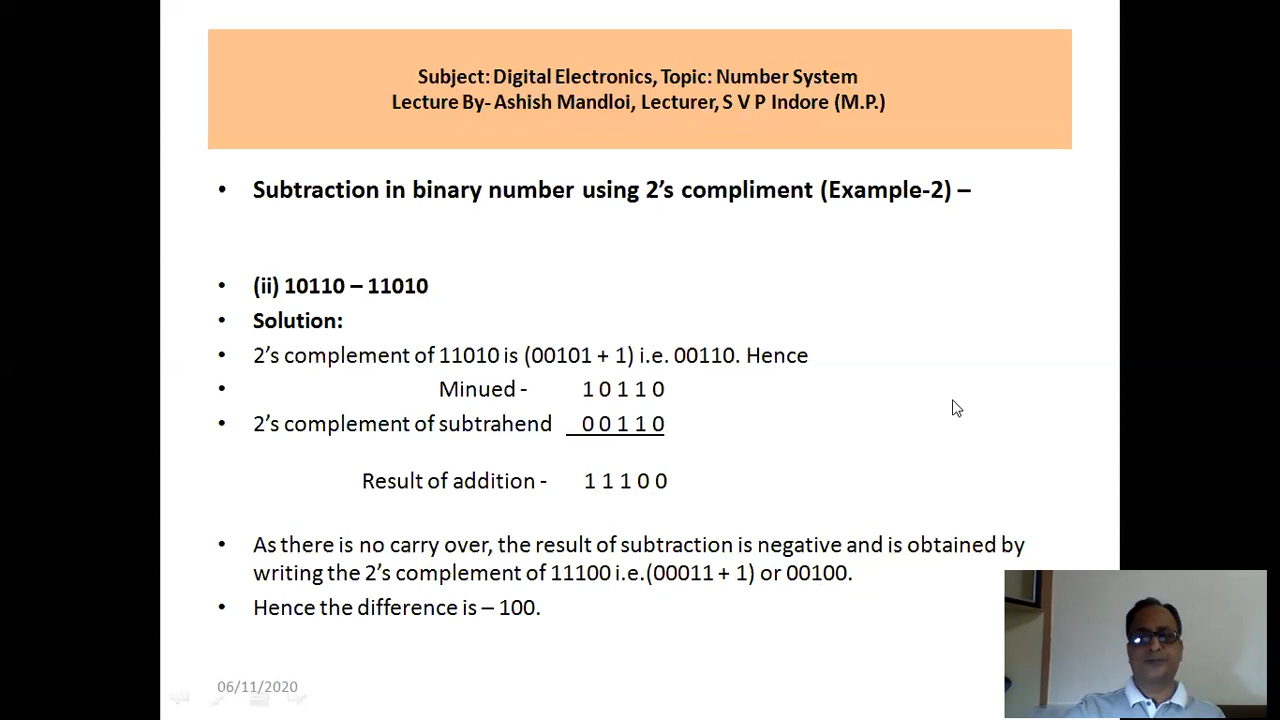 Subject: Digital Electronics, Topic: Number System
Lecture By- Ashish Mandloi, Lecturer, S V P Indore (M.P.)
• Subtraction in binary number using 2’s compliment (Example-2) –
• (ii) 10110 – 11010
• Solution:
• 2’s complement of 11010 is (00101 + 1) i.e. 00110. Hence
• Minued - 1 0 1 1 0
• 2’s complement of subtrahend 0 0 1 1 0
Result of addition - 1 1 1 0 0
• As there is no carry over, the result of subtraction is negative and is obtained by
writing the 2’s complement of 11100 i.e.(00011 + 1) or 00100.
• Hence the difference is – 100.
06/11/2020